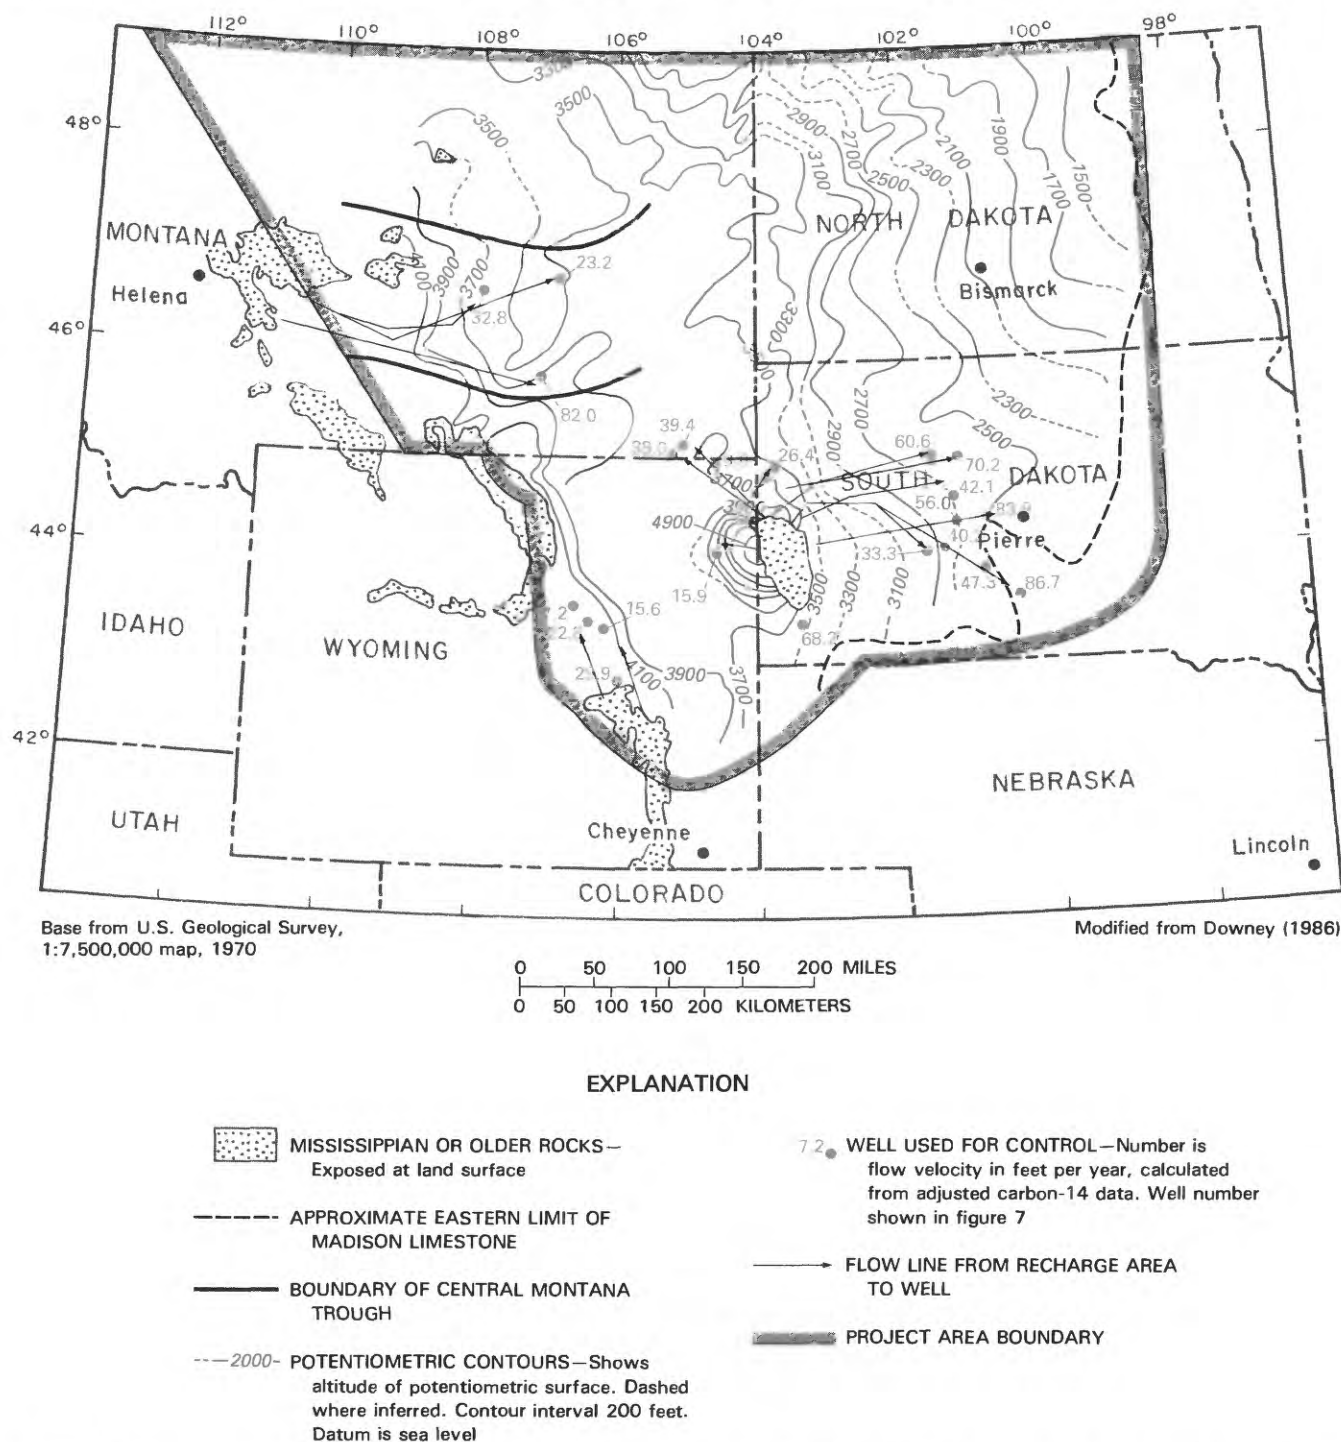 112°
110°
108°
106°
104°
102°
100°
98°
48°
46°
44°
42°
3300
3500
3500
2900
2700
3100
2500
2300
2100
1900
1700
1500
MONTANA
Helena
3900
3700
23.2
32.8
82.0
NORTH DAKOTA
Bismarck
3300
2300
2500
2700
2900
39.4
26.4
60.6
70.2
3700
SOUTH DAKOTA
42.1
56.0
Pierre
4900
33.3
47.3
86.7
15.9
3500
3300
3100
68.2
15.6
25.9
4100
3900
3700
IDAHO
WYOMING
UTAH
Cheyenne
COLORADO
NEBRASKA
Lincoln
Base from U.S. Geological Survey,
1:7,500,000 map, 1970
Modified from Downey (1986)
0 50 100 150 200 MILES
0 50 100 150 200 KILOMETERS
EXPLANATION
MISSISSIPPIAN OR OLDER ROCKS—
Exposed at land surface
APPROXIMATE EASTERN LIMIT OF
MADISON LIMESTONE
BOUNDARY OF CENTRAL MONTANA
TROUGH
—2000- POTENTIOMETRIC CONTOURS—Shows
altitude of potentiometric surface. Dashed
where inferred. Contour interval 200 feet.
Datum is sea level
7.2 WELL USED FOR CONTROL—Number is
flow velocity in feet per year, calculated
from adjusted carbon-14 data. Well number
shown in figure 7
FLOW LINE FROM RECHARGE AREA
TO WELL
PROJECT AREA BOUNDARY